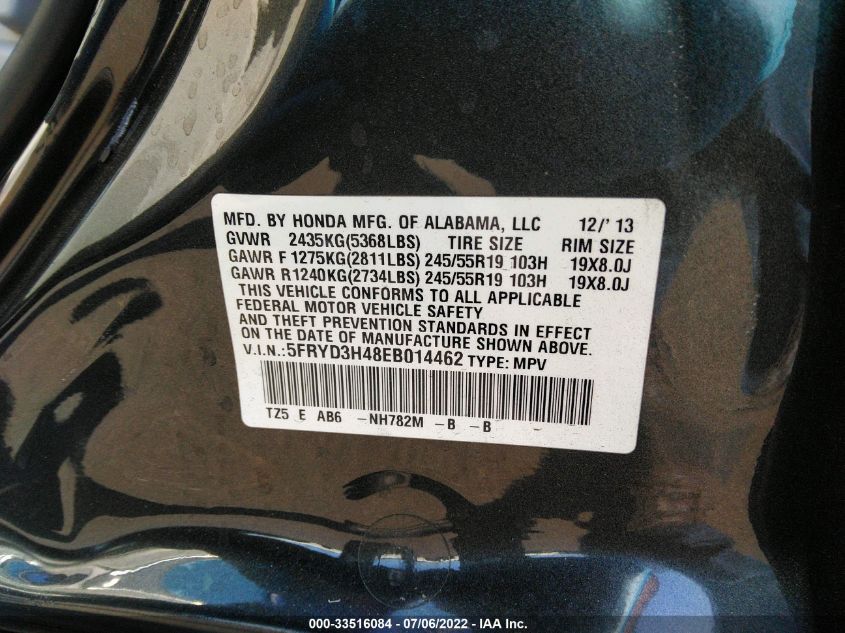 MFD. BY HONDA MFG. OF ALABAMA, LLC 12/' 13
GVWR 2435KG(5368LBS) TIRE SIZE RIM SIZE
GAWR F 1275KG(2811LBS) 245/55R19 103H 19X8.0J
GAWR R1240KG(2734LBS) 245/55R19 103H 19X8.0J
THIS VEHICLE CONFORMS TO ALL APPLICABLE
FEDERAL MOTOR VEHICLE SAFETY
AND THEFT PREVENTION STANDARDS IN EFFECT
ON THE DATE OF MANUFACTURE SHOWN ABOVE.
V.I.N.:5FRYD3H48EB014462 TYPE: MPV
TZ5 E AB6 -NH782M -B -B
000-33516084 - 07/06/2022 - IAA Inc.